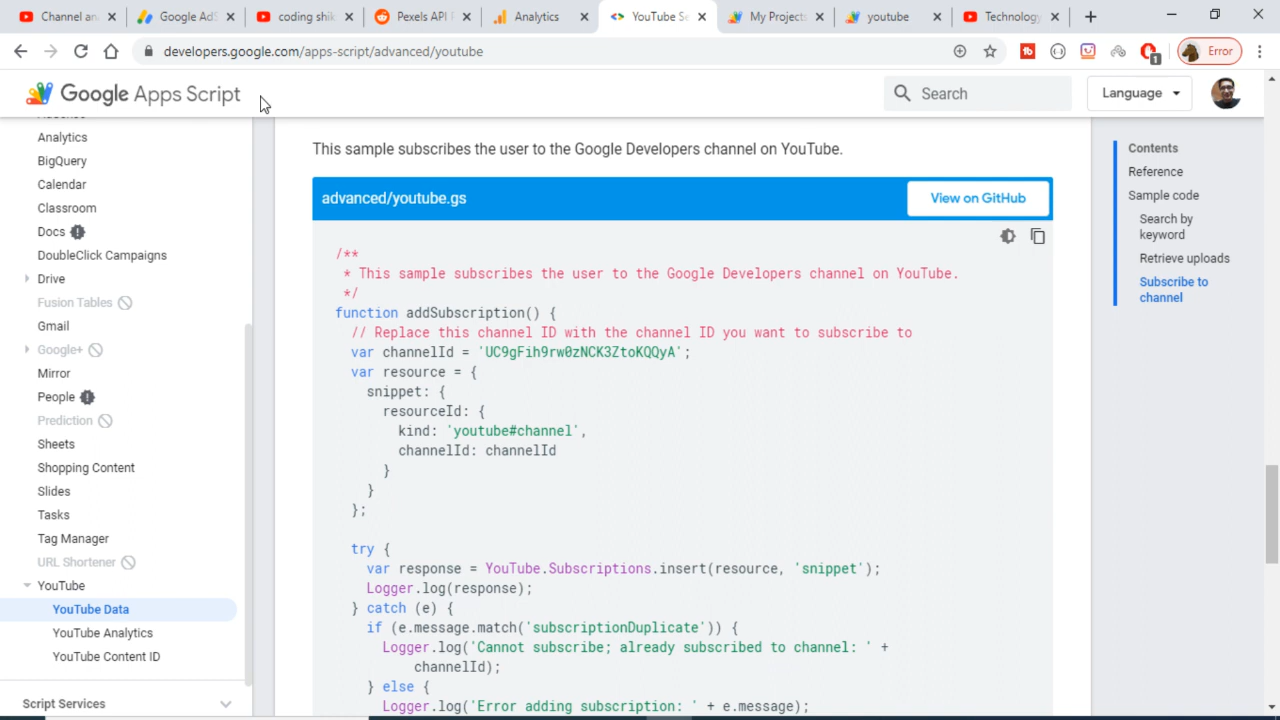 Channel an
Google AdS
coding shik
Pexels API F
Analytics
YouTube Se
My Projects
youtube
Technology
developers.google.com/apps-script/advanced/youtube
1
Error
Google Apps Script
Search
Language
Analytics
BigQuery
Calendar
Classroom
Docs
DoubleClick Campaigns
Drive
Fusion Tables
Gmail
Google+
Mirror
People
Prediction
Sheets
Shopping Content
Slides
Tasks
Tag Manager
URL Shortener
YouTube
YouTube Data
YouTube Analytics
YouTube Content ID
Script Services
This sample subscribes the user to the Google Developers channel on YouTube.
advanced/youtube.gs
View on GitHub
/**
* This sample subscribes the user to the Google Developers channel on YouTube.
*/
function addSubscription() {
// Replace this channel ID with the channel ID you want to subscribe to
var channelId = 'UC9gFih9rw0zNCK3ZtoKQQyA';
var resource = {
snippet: {
resourceId: {
kind: 'youtube#channel',
channelId: channelId
}
}
};
try {
var response = YouTube.Subscriptions.insert(resource, 'snippet');
Logger.log(response);
} catch (e) {
if (e.message.match('subscriptionDuplicate')) {
Logger.log('Cannot subscribe; already subscribed to channel: ' +
channelId);
} else {
Logger.log('Error adding subscription: ' + e.message);
Contents
Reference
Sample code
Search by
keyword
Retrieve uploads
Subscribe to
channel